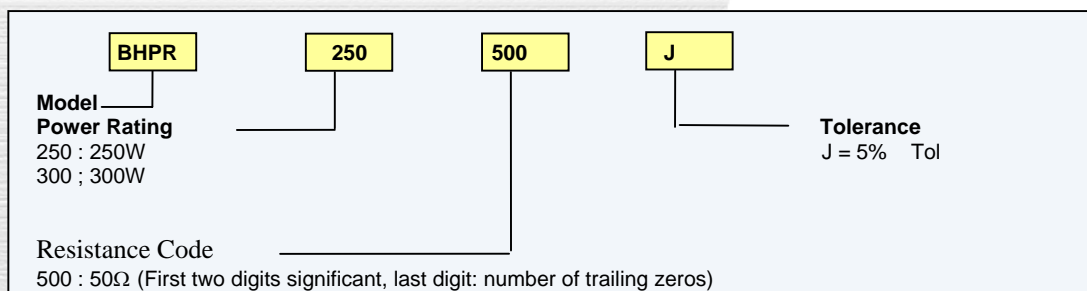 BHPR 250 500 J
Model
Power Rating Tolerance
250 : 250W J = 5% Tol
300 ; 300W
Resistance Code
500 : 50Ω (First two digits significant, last digit: number of trailing zeros)